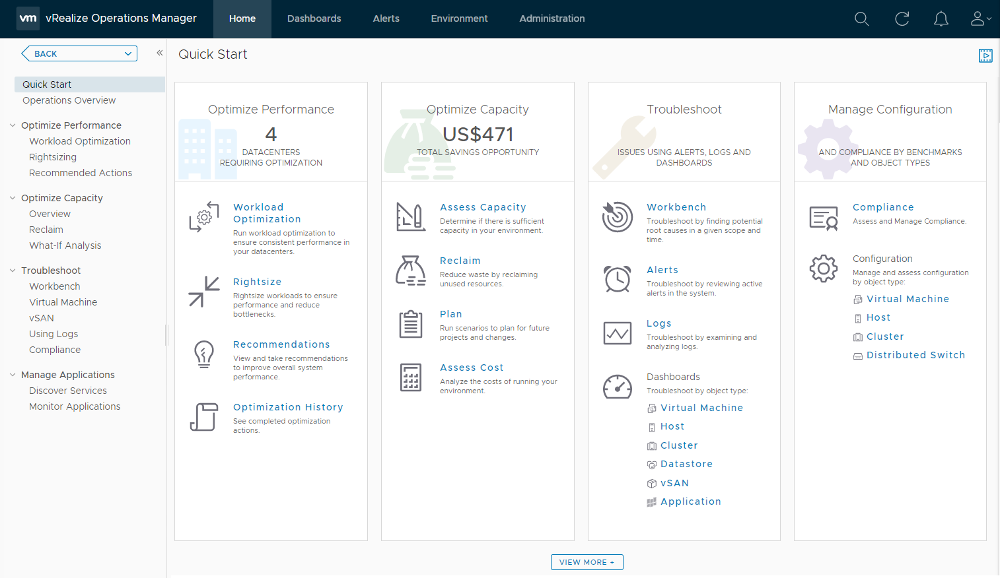 vm vRealize Operations Manager Home Dashboards Alerts Environment Administration
BACK
Quick Start
Operations Overview
Optimize Performance
Workload Optimization
Rightsizing
Recommended Actions
Optimize Capacity
Overview
Reclaim
What-If Analysis
Troubleshoot
Workbench
Virtual Machine
vSAN
Using Logs
Compliance
Manage Applications
Discover Services
Monitor Applications
Quick Start
Optimize Performance
4
DATACENTERS
REQUIRING OPTIMIZATION
Workload
Optimization
Run workload optimization to
ensure consistent performance in
your datacenters.
Rightsize
Rightsize workloads to ensure
performance and reduce
bottlenecks.
Recommendations
View and take recommendations
to improve overall system
performance.
Optimization History
See completed optimization
actions.
Optimize Capacity
US$471
TOTAL SAVINGS OPPORTUNITY
Assess Capacity
Determine if there is sufficient
capacity in your environment.
Reclaim
Reduce waste by reclaiming
unused resources.
Plan
Run scenarios to plan for future
projects and changes.
Assess Cost
Analyze the costs of running your
environment.
Troubleshoot
ISSUES USING ALERTS, LOGS AND
DASHBOARDS
Workbench
Troubleshoot by finding potential
root causes in a given scope and
time.
Alerts
Troubleshoot by reviewing active
alerts in the system.
Logs
Troubleshoot by examining and
analyzing logs.
Dashboards
Troubleshoot by object type:
Virtual Machine
Host
Cluster
Datastore
vSAN
Application
Manage Configuration
AND COMPLIANCE BY BENCHMARKS
AND OBJECT TYPES
Compliance
Assess and Manage Compliance.
Configuration
Manage and assess configuration
by object type:
Virtual Machine
Host
Cluster
Distributed Switch
VIEW MORE +